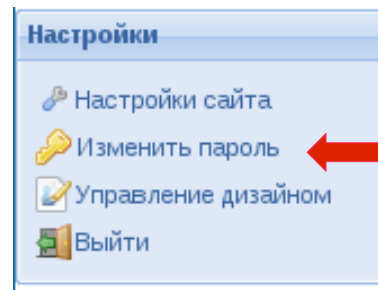 Настройки
Настройки сайта
Изменить пароль
Управление дизайном
Выйти